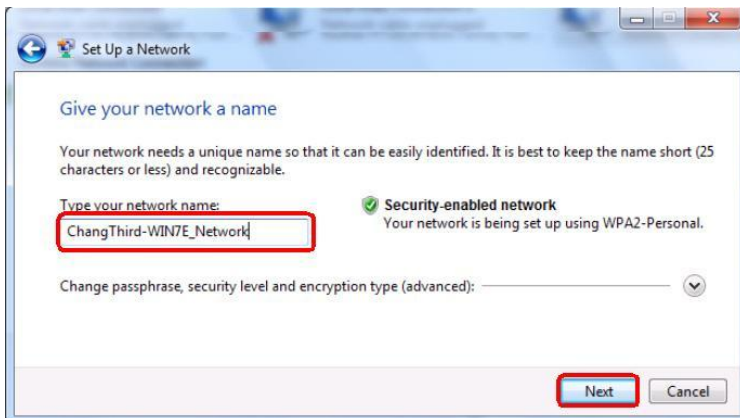 Set Up a Network
Give your network a name
Your network needs a unique name so that it can be easily identified. It is best to keep the name short (25
characters or less) and recognizable.
Type your network name:
Security-enabled network
ChangThird-WIN7E_Network
Your network is being set up using WPA2-Personal.
Change passphrase, security level and encryption type (advanced):
Next
Cancel